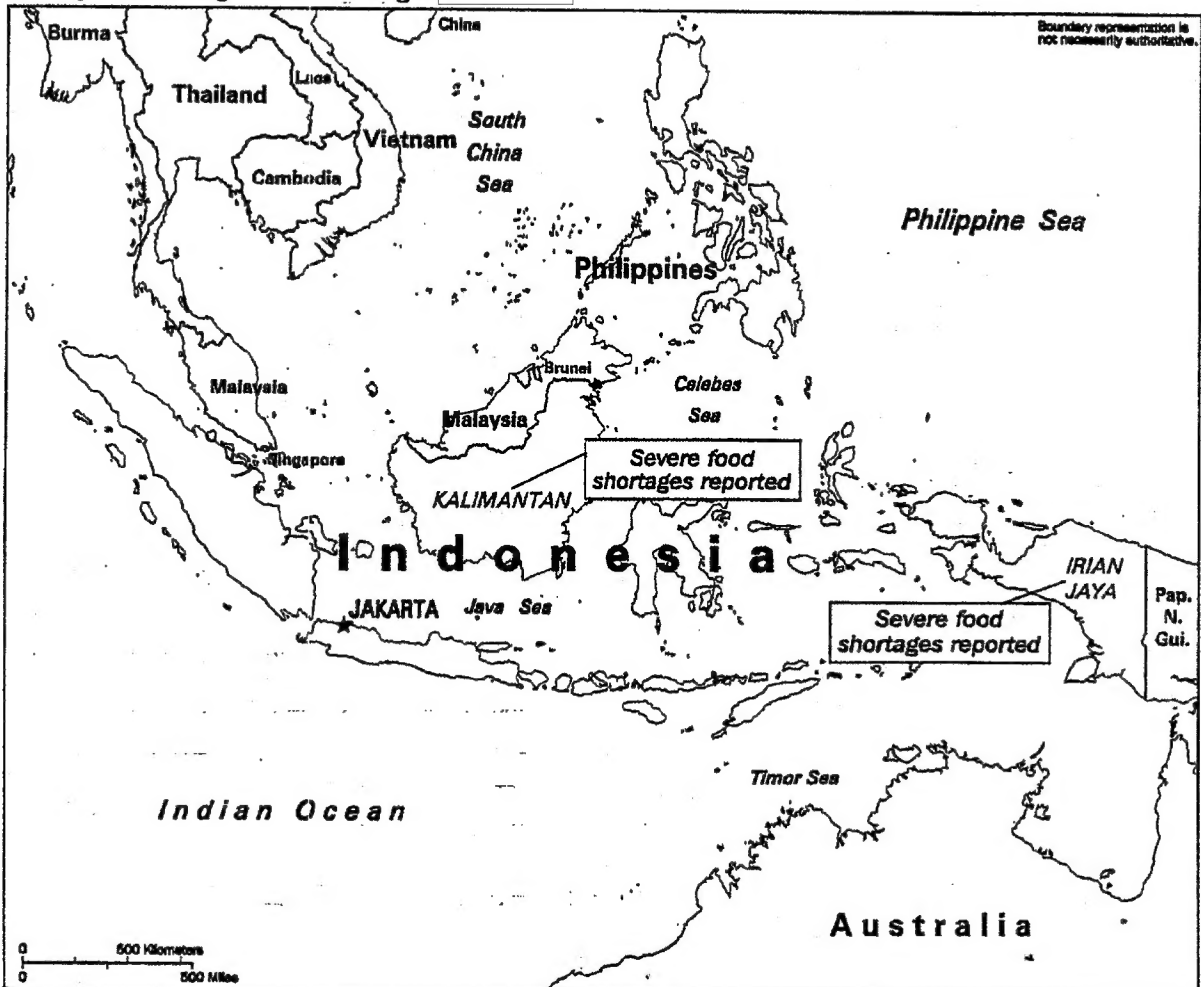 Burma
China
Boundary representation is
not necessarily authoritative.
Laos
Thailand
Vietnam
South
China
Sea
Cambodia
Philippine Sea
Philippines
Brunei
Malaysia
Celebes
Sea
Malaysia
Singapore
Severe food
shortages reported
KALIMANTAN
Indonesia
IRIAN
JAYA
Pap.
N.
Gui.
JAKARTA
Java Sea
Severe food
shortages reported
Timor Sea
Indian Ocean
Australia
0 500 Kilometers
0 500 Miles